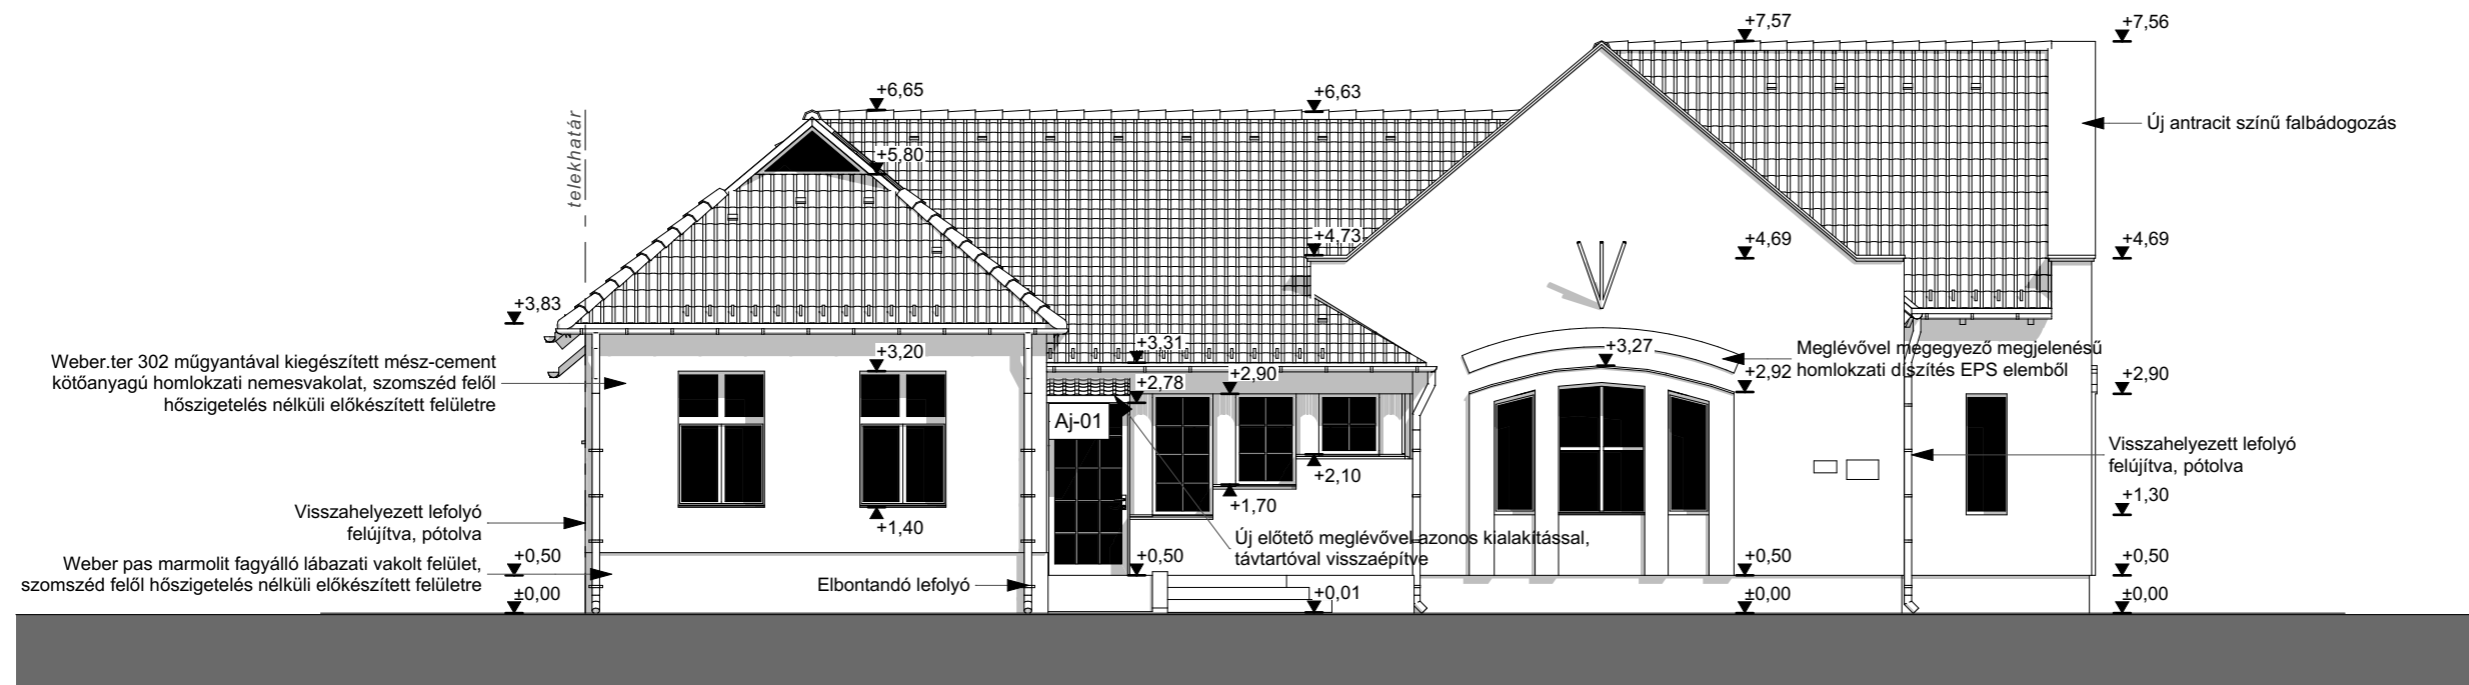 +7,57
+7,56
+6,65
+6,63
telekhatár
Új antracit színű falbádogozás
+5,80
+4,73
+4,69
+4,69
+3,83
Weber.ter 302 műgyantával kiegészített mész-cement
kötőanyagú homlokzati nemesvakolat, szomszéd felől
hőszigetelés nélküli előkészített felületre
+3,20
+3,31
+2,78
+2,90
+3,27
Meglévővel megegyező megjelenésű
homlokzati díszítés EPS elemből
+2,92
+2,90
Aj-01
Visszahelyezett lefolyó
felújítva, pótolva
+2,10
+1,70
+1,40
+1,30
Visszahelyezett lefolyó
felújítva, pótolva
Új előtető meglévővel azonos kialakítással,
távtartóval visszaépítve
Weber pas marmolit fagyálló lábazati vakolt felület,
szomszéd felől hőszigetelés nélküli előkészített felületre
+0,50
+0,50
+0,50
+0,50
Elbontandó lefolyó
±0,00
+0,01
±0,00
±0,00